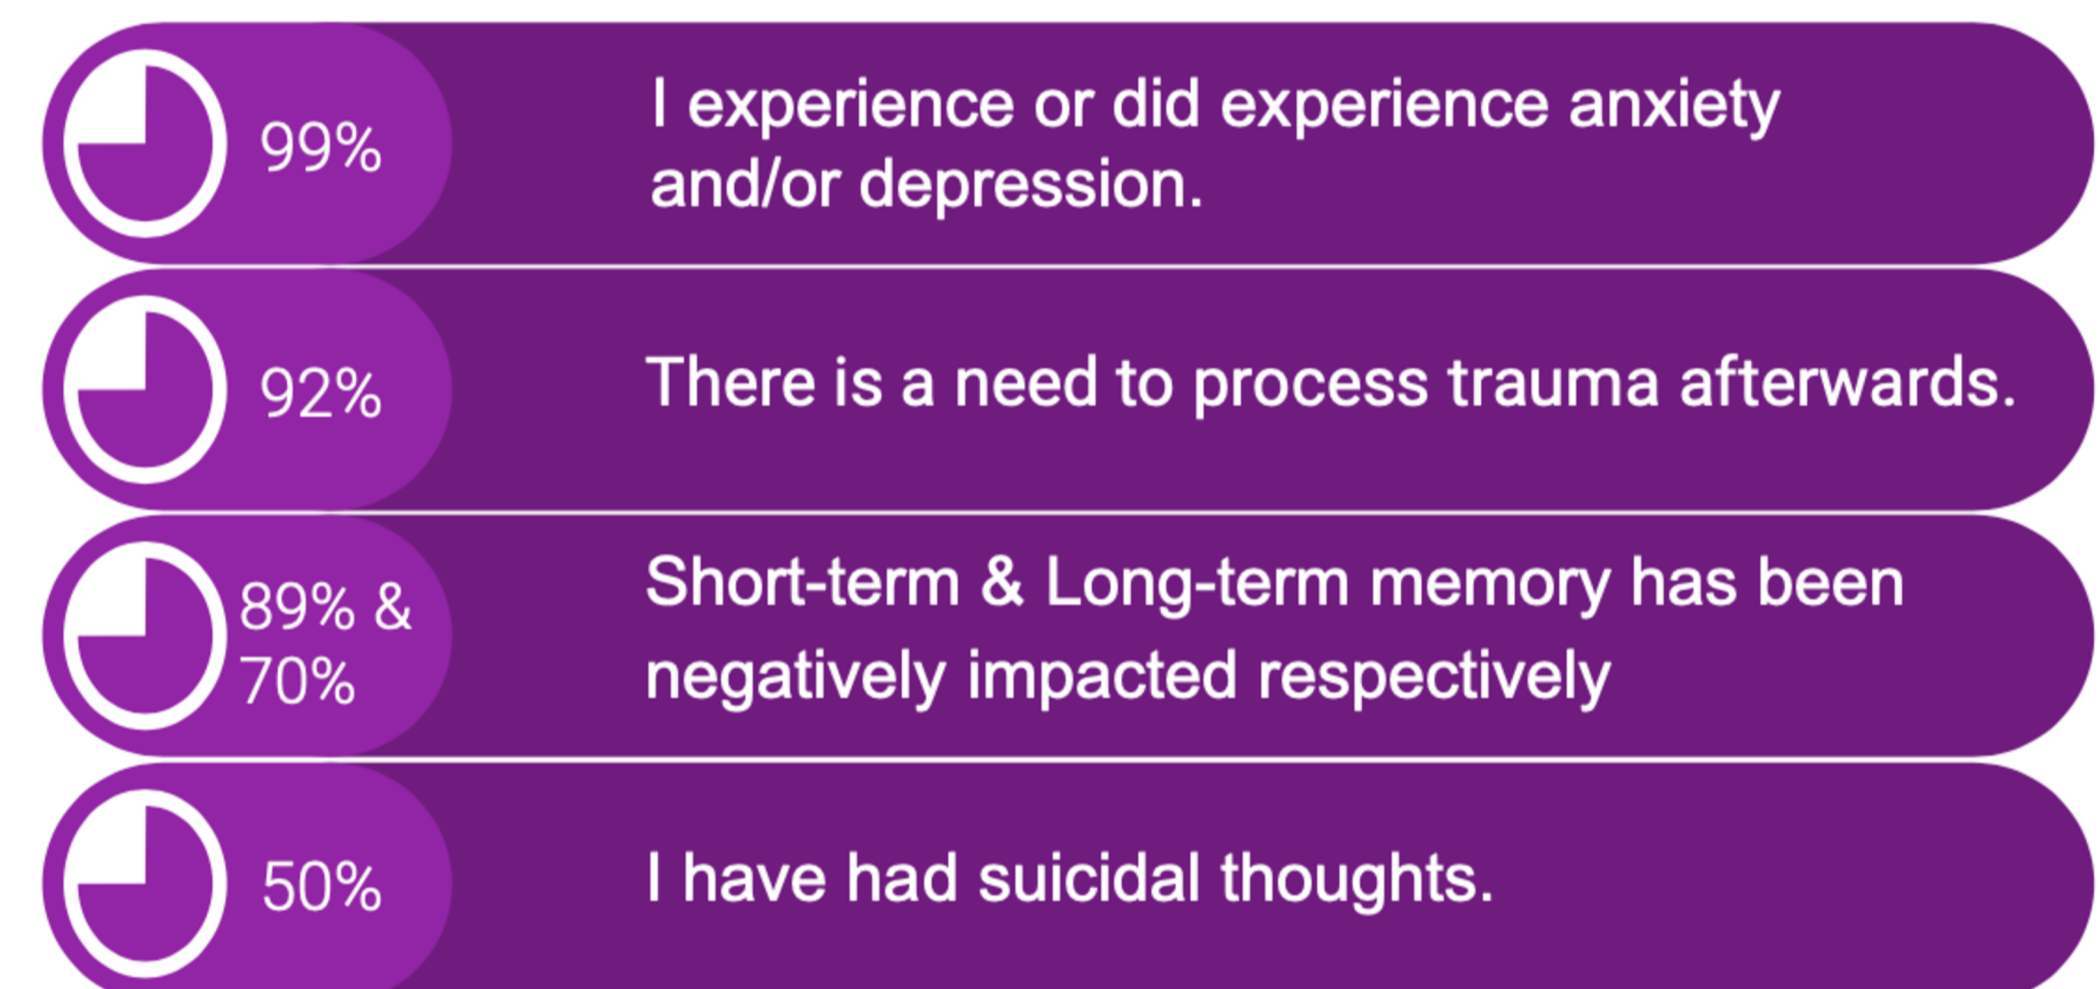 99%
I experience or did experience anxiety
and/or depression.
92%
There is a need to process trauma afterwards.
89% &
70%
Short-term & Long-term memory has been
negatively impacted respectively
50%
I have had suicidal thoughts.